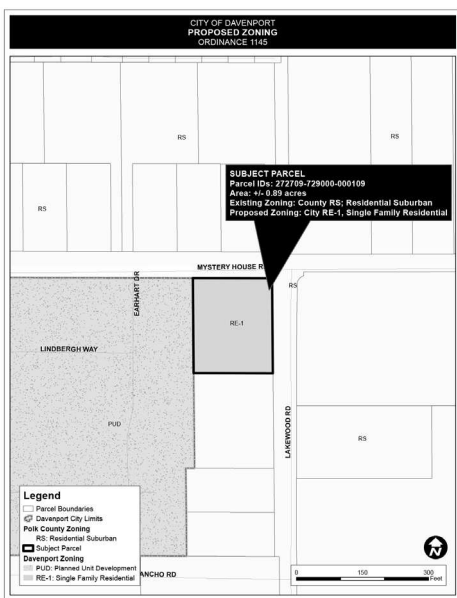 CITY OF DAVENPORT
PROPOSED ZONING
ORDINANCE 1145
RS
RS
SUBJECT PARCEL
Parcel IDs: 272709-729000-000109
Area: +/- 0.89 acres
Existing Zoning: County RS; Residential Suburban
Proposed Zoning: City RE-1, Single Family Residential
RS
MYSTERY HOUSE R
EARHART DR
RS
RE-1
LINDBERGH WAY
LAKEWOOD RD
RS
PUD
Legend
Parcel Boundaries
Davenport City Limits
Polk County Zoning
RS: Residential Suburban
Subject Parcel
Davenport Zoning
PUD: Planned Unit Development
RE-1: Single Family Residential
ANCHO RD
N
0 150 300
Feet